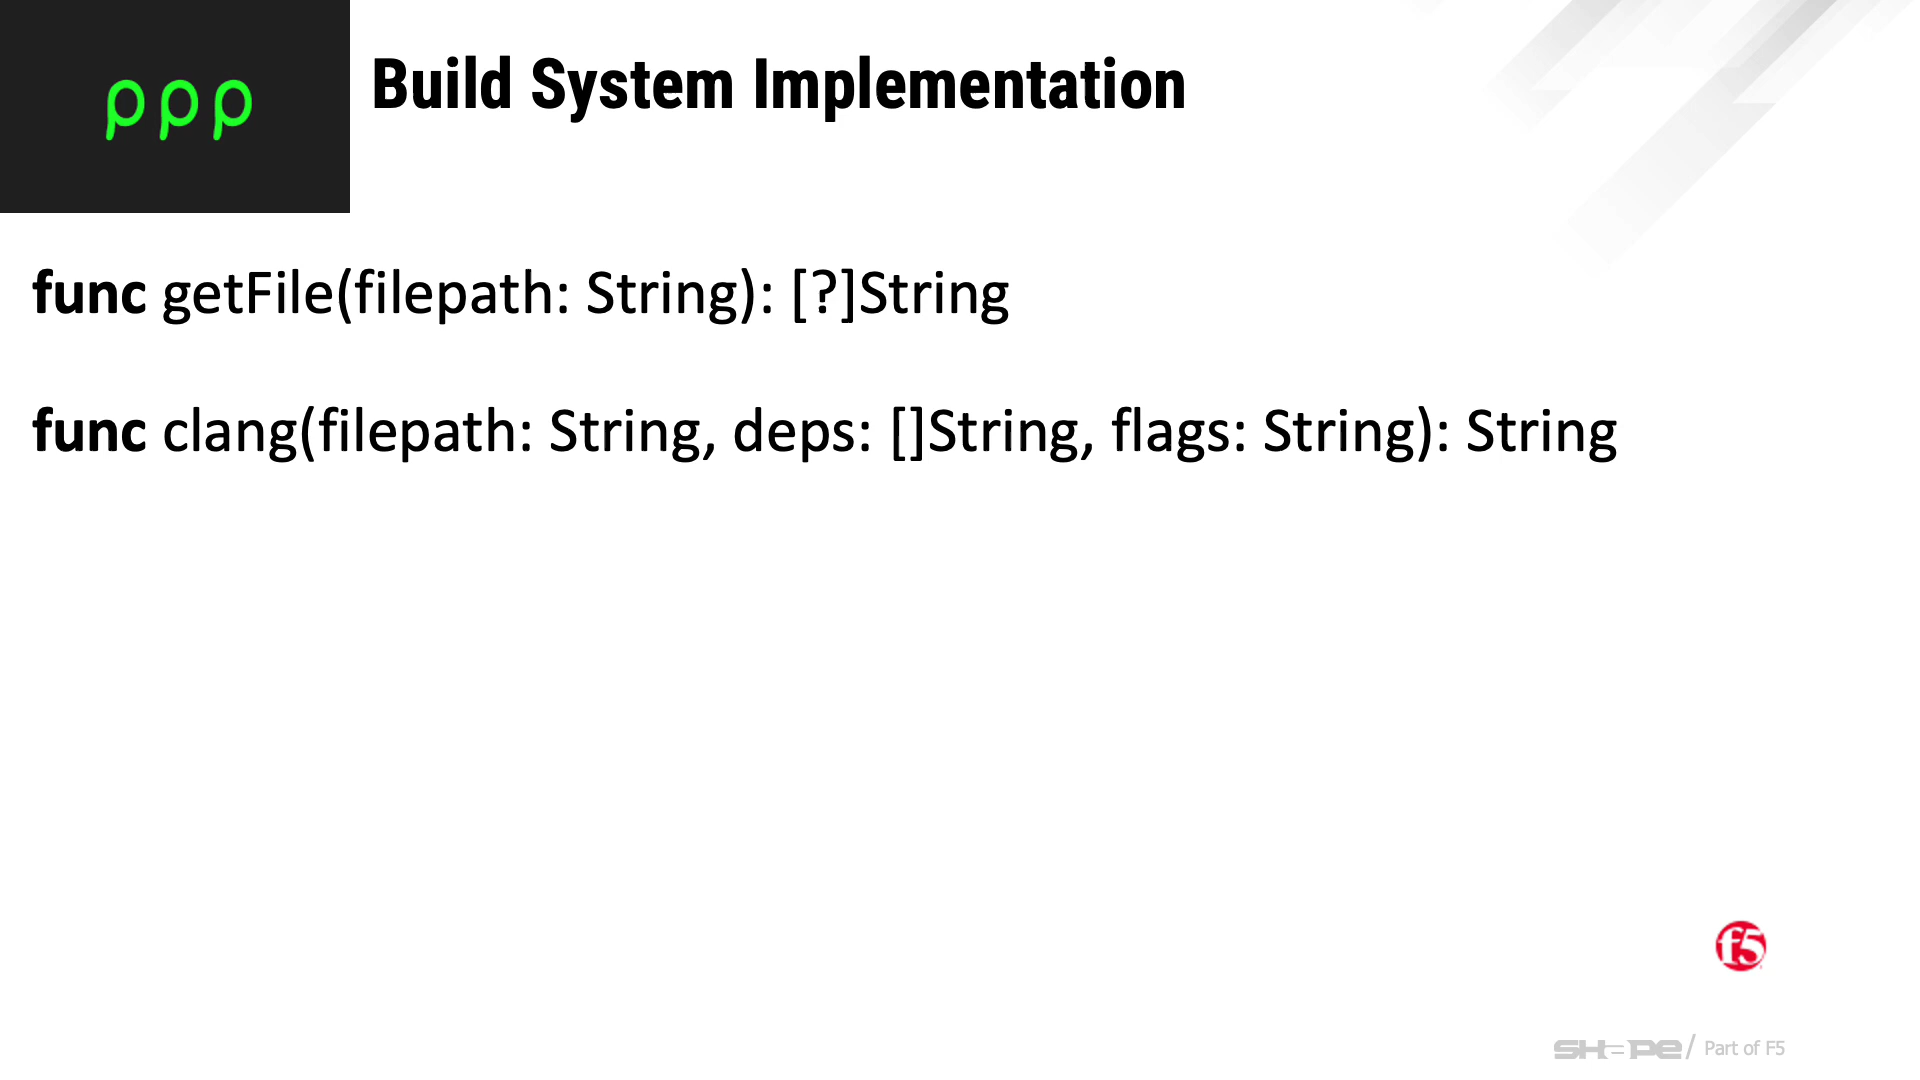 ρρρ
Build System Implementation
func getFile(filepath: String): [?]String
func clang(filepath: String, deps: []String, flags: String): String
f5
SHAPE / Part of F5